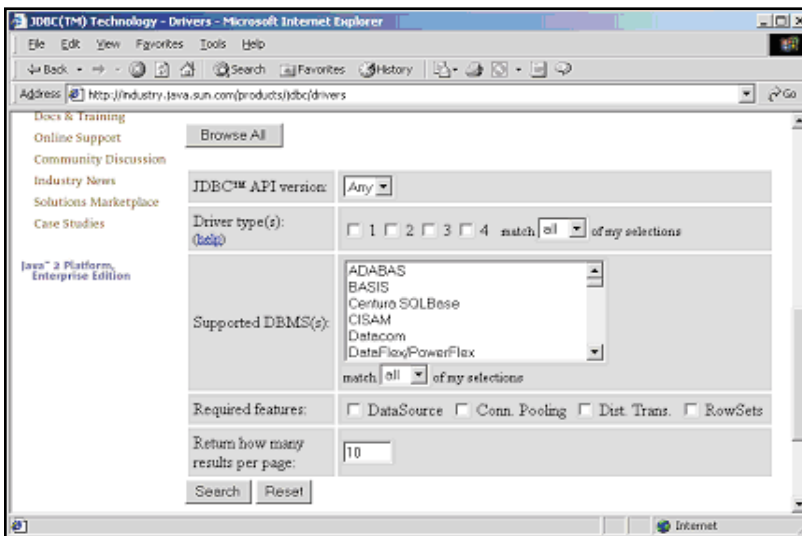 JDBC(TM) Technology - Drivers - Microsoft Internet Explorer
File Edit View Favorites Tools Help
Back Search Favorites History
Address http://industry.java.sun.com/products/jdbc/drivers Go
Docs & Training
Online Support
Community Discussion
Industry News
Solutions Marketplace
Case Studies
Java™ 2 Platform,
Enterprise Edition
Browse All
JDBC™ API version: Any
Driver type(s):
(help)
1 2 3 4 match all of my selections
Supported DBMS(s):
ADABAS
BASIS
Centura SQLBase
CISAM
Datacom
DataFlex/PowerFlex
match all of my selections
Required features: DataSource Conn. Pooling Dist. Trans. RowSets
Return how many
results per page:
10
Search Reset
Internet